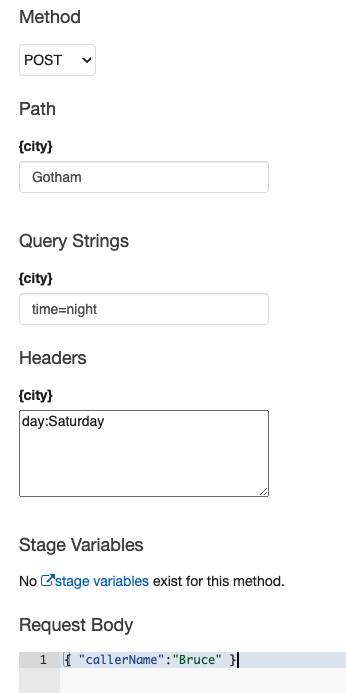 Method
POST
Path
{city}
Gotham
Query Strings
{city}
time=night
Headers
{city}
day:Saturday
Stage Variables
No stage variables exist for this method.
Request Body
1 { "callerName":"Bruce" }